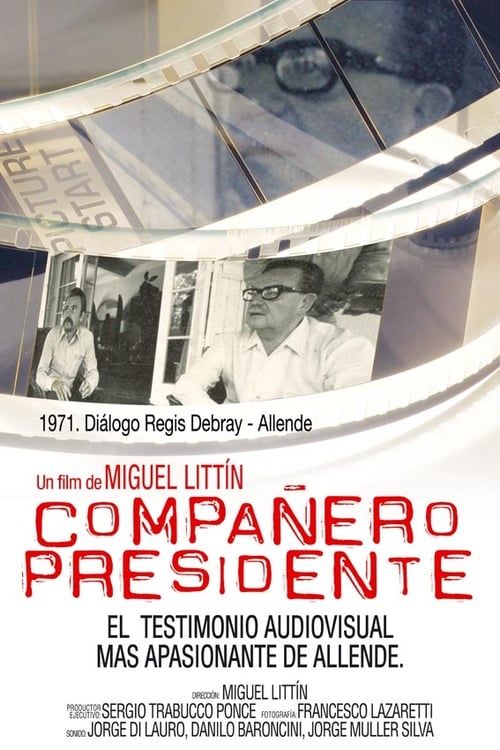 PICTURE
START
1971. Diálogo Regis Debray - Allende
Un film de MIGUEL LITTÍN
COMPAÑERO
PRESIDENTE
EL TESTIMONIO AUDIOVISUAL
MAS APASIONANTE DE ALLENDE.
DIRECCIÓN: MIGUEL LITTÍN
PRODUCTOR EJECUTIVO: SERGIO TRABUCCO PONCE FOTOGRAFÍA: FRANCESCO LAZARETTI
SONIDO: JORGE DI LAURO, DANILO BARONCINI, JORGE MULLER SILVA